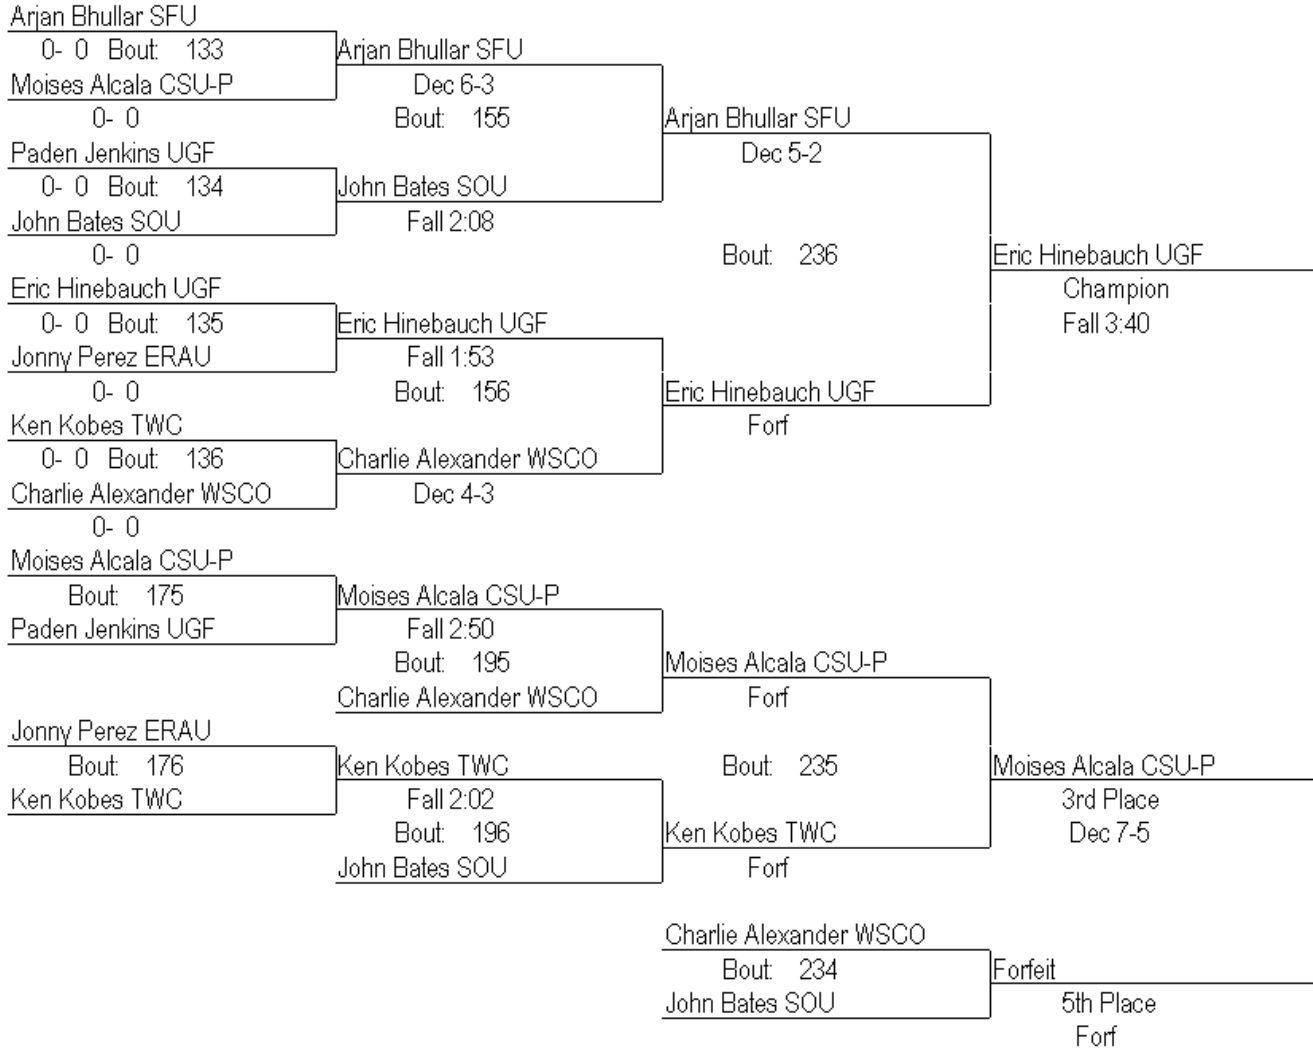 Arjan Bhullar SFU
0- 0 Bout: 133
Arjan Bhullar SFU
Moises Alcala CSU-P
Dec 6-3
0- 0
Bout: 155
Arjan Bhullar SFU
Paden Jenkins UGF
Dec 5-2
0- 0 Bout: 134
John Bates SOU
John Bates SOU
Fall 2:08
0- 0
Bout: 236
Eric Hinebauch UGF
Eric Hinebauch UGF
Champion
0- 0 Bout: 135
Eric Hinebauch UGF
Fall 3:40
Jonny Perez ERAU
Fall 1:53
0- 0
Bout: 156
Eric Hinebauch UGF
Ken Kobes TWC
Forf
0- 0 Bout: 136
Charlie Alexander WSCO
Charlie Alexander WSCO
Dec 4-3
0- 0
Moises Alcala CSU-P
Bout: 175
Moises Alcala CSU-P
Paden Jenkins UGF
Fall 2:50
Bout: 195
Moises Alcala CSU-P
Charlie Alexander WSCO
Forf
Jonny Perez ERAU
Bout: 176
Ken Kobes TWC
Bout: 235
Moises Alcala CSU-P
Ken Kobes TWC
Fall 2:02
3rd Place
Bout: 196
Ken Kobes TWC
Dec 7-5
John Bates SOU
Forf
Charlie Alexander WSCO
Bout: 234
Forfeit
John Bates SOU
5th Place
Forf